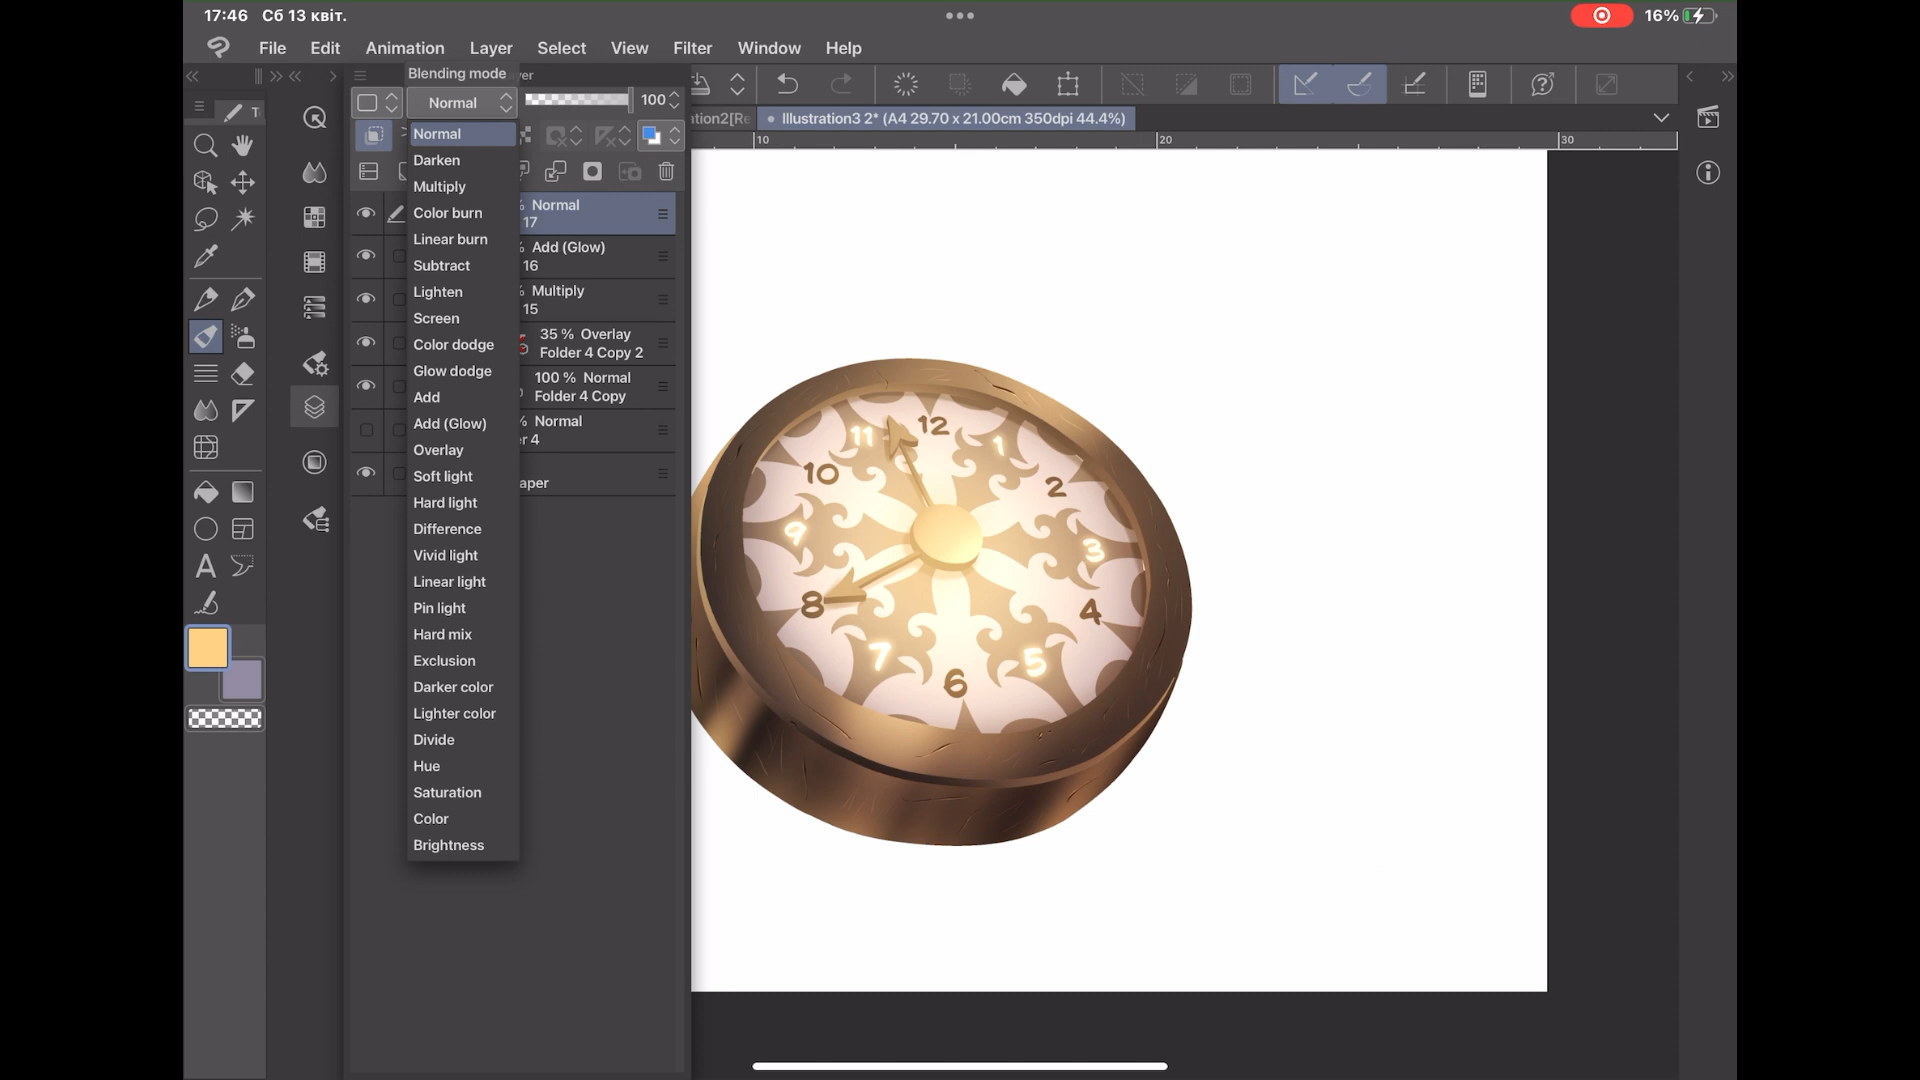 17:46 Сб 13 квіт.
16%
File Edit Animation Layer Select View Filter Window Help
Blending mode
Normal
100
Illustration3 2* (A4 29.70 x 21.00cm 350dpi 44.4%)
10 20 30
Normal
Darken
Multiply
Color burn
Linear burn
Subtract
Lighten
Screen
Color dodge
Glow dodge
Add
Add (Glow)
Overlay
Soft light
Hard light
Difference
Vivid light
Linear light
Pin light
Hard mix
Exclusion
Darker color
Lighter color
Divide
Hue
Saturation
Color
Brightness
% Normal
17
% Add (Glow)
16
% Multiply
15
35 % Overlay
Folder 4 Copy 2
100 % Normal
Folder 4 Copy
% Normal
er 4
aper
12
11 1
10 2
9 3
8 4
7 5
6